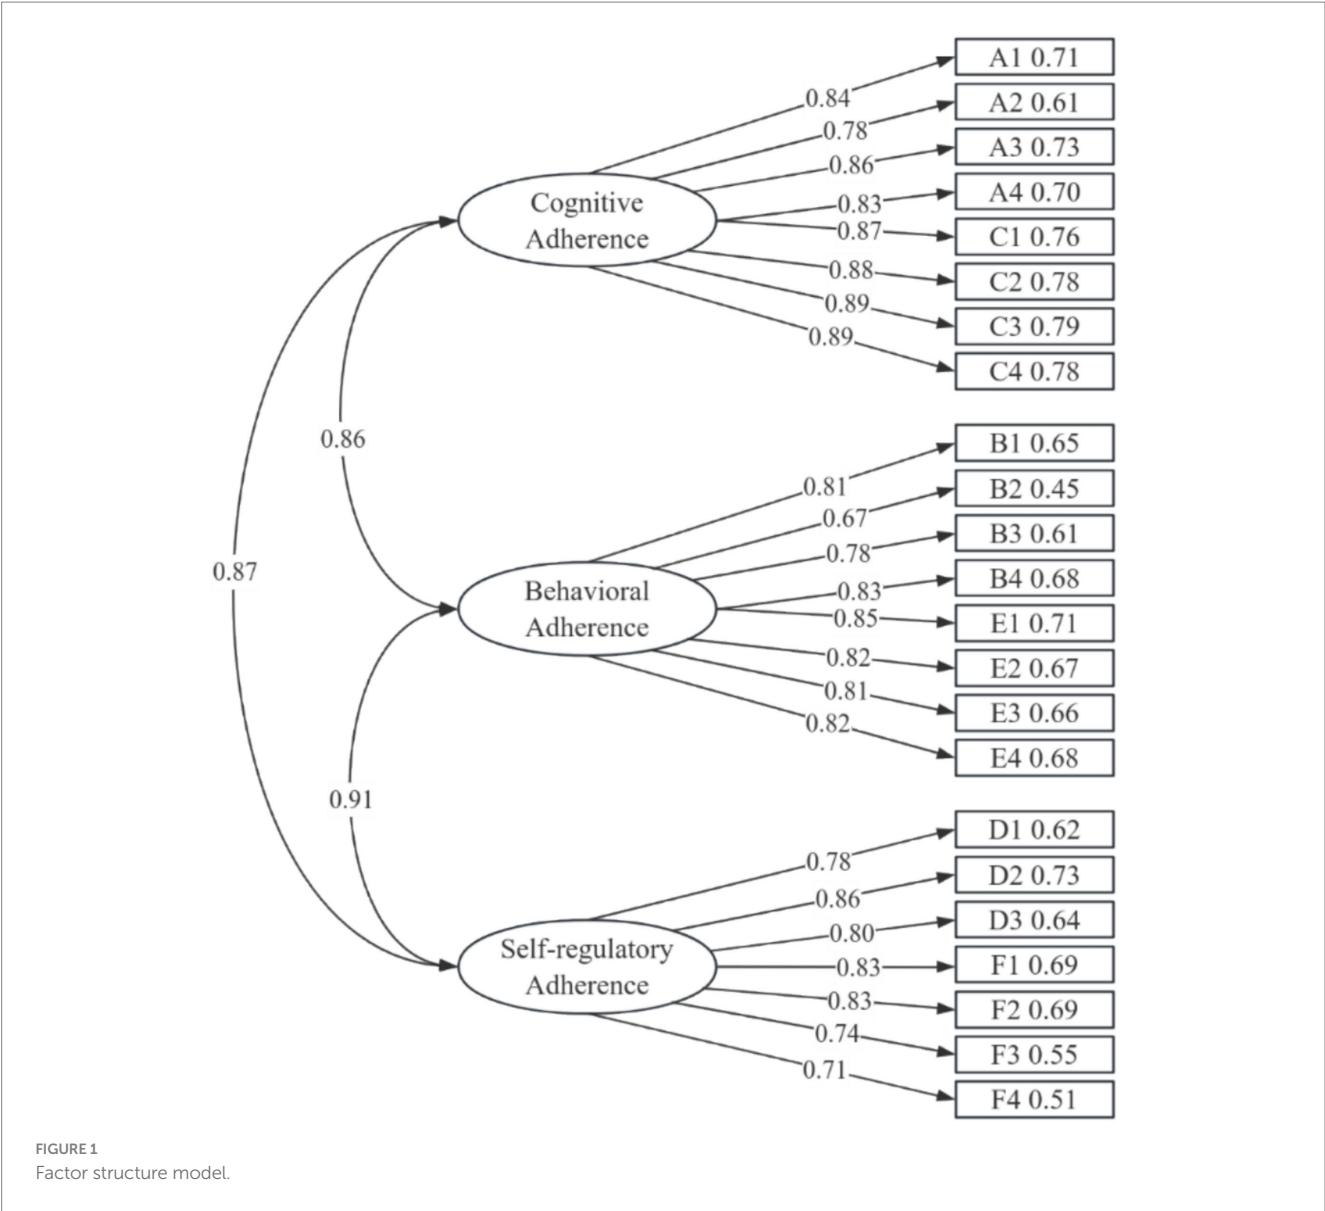 A1 0.71
0.84
A2 0.61
0.78
A3 0.73
0.86
A4 0.70
0.83
C1 0.76
0.87
C2 0.78
0.88
C3 0.79
0.89
C4 0.78
0.89
Cognitive
Adherence
0.86
B1 0.65
0.81
B2 0.45
0.67
B3 0.61
0.78
B4 0.68
0.83
E1 0.71
0.85
E2 0.67
0.82
E3 0.66
0.81
E4 0.68
0.82
Behavioral
Adherence
0.87
0.91
D1 0.62
0.78
D2 0.73
0.86
D3 0.64
0.80
F1 0.69
0.83
F2 0.69
0.83
F3 0.55
0.74
F4 0.51
0.71
Self-regulatory
Adherence
FIGURE 1
Factor structure model.